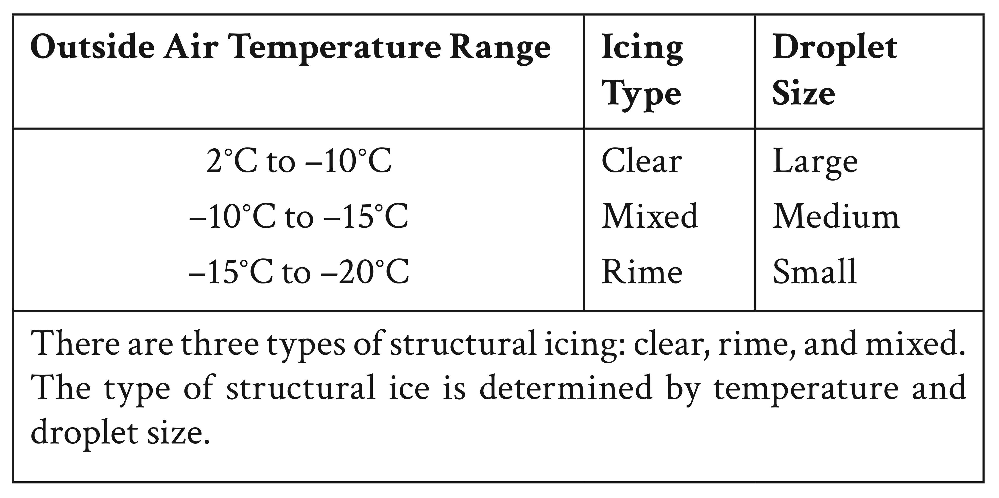 Outside Air Temperature Range
Icing Type
Droplet Size
2°C to –10°C Clear Large
–10°C to –15°C Mixed Medium
–15°C to –20°C Rime Small
There are three types of structural icing: clear, rime, and mixed.
The type of structural ice is determined by temperature and
droplet size.